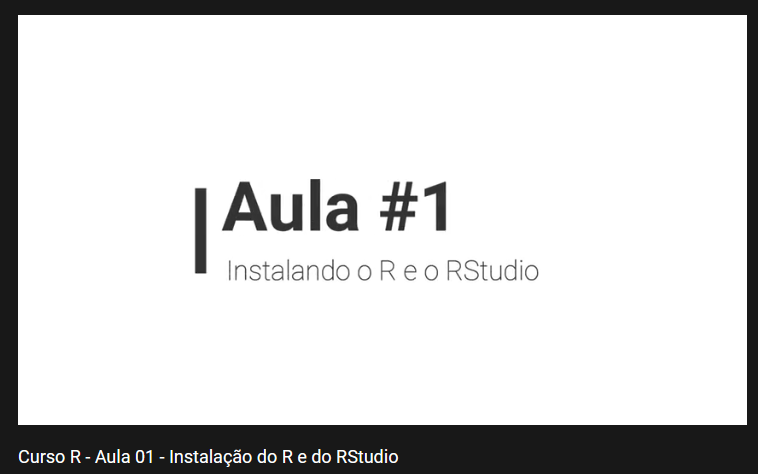 Aula #1
Instalando o R e o RStudio
Curso R - Aula 01 - Instalação do R e do RStudio